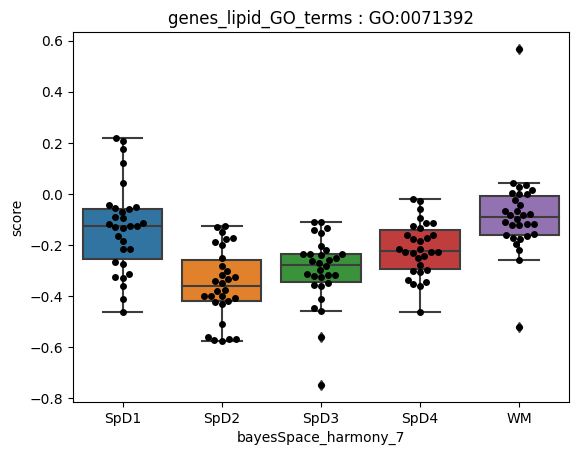 genes_lipid_GO_terms : GO:0071392
0.6
0.4
0.2
0.0
−0.2
−0.4
−0.6
−0.8
score
SpD1 SpD2 SpD3 SpD4 WM
bayesSpace_harmony_7